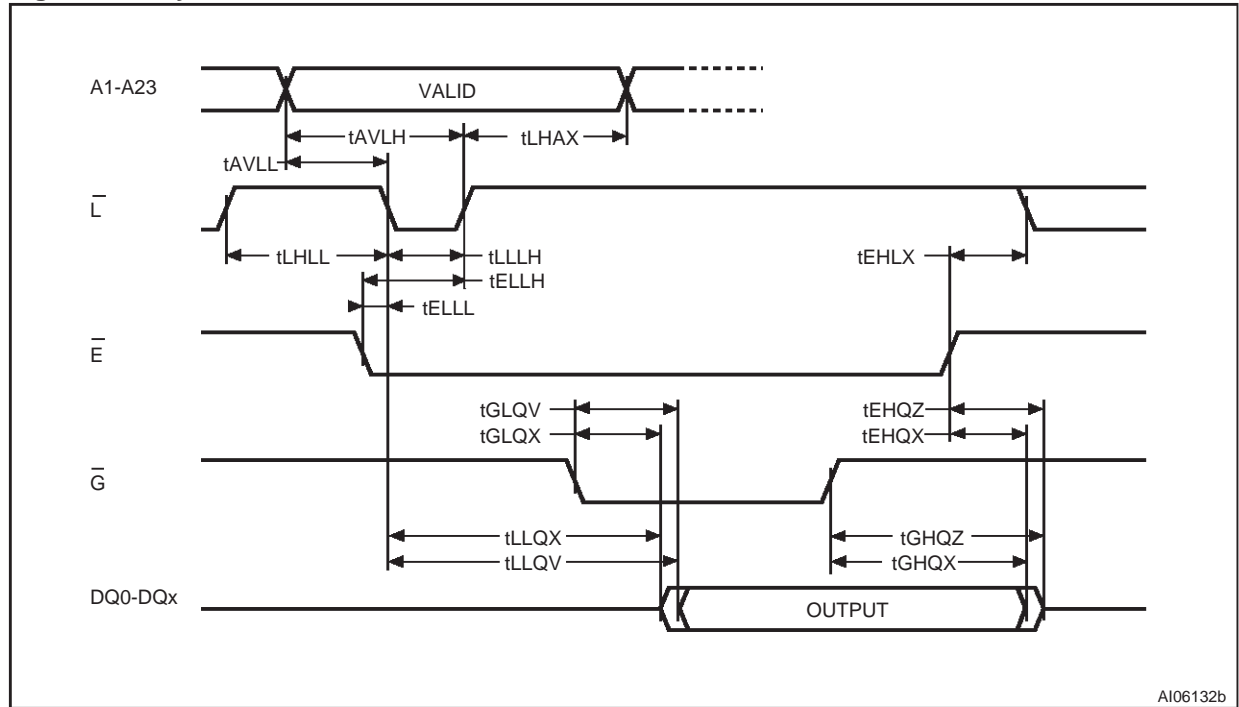 A1-A23
VALID
tAVLH
tLHAX
tAVLL
L
tLHLL
tLLLH
tEHLX
tELLH
tELLL
E
tGLQV
tEHQZ
tGLQX
tEHQX
G
tLLQX
tGHQZ
tLLQV
tGHQX
DQ0-DQx
OUTPUT
AI06132b